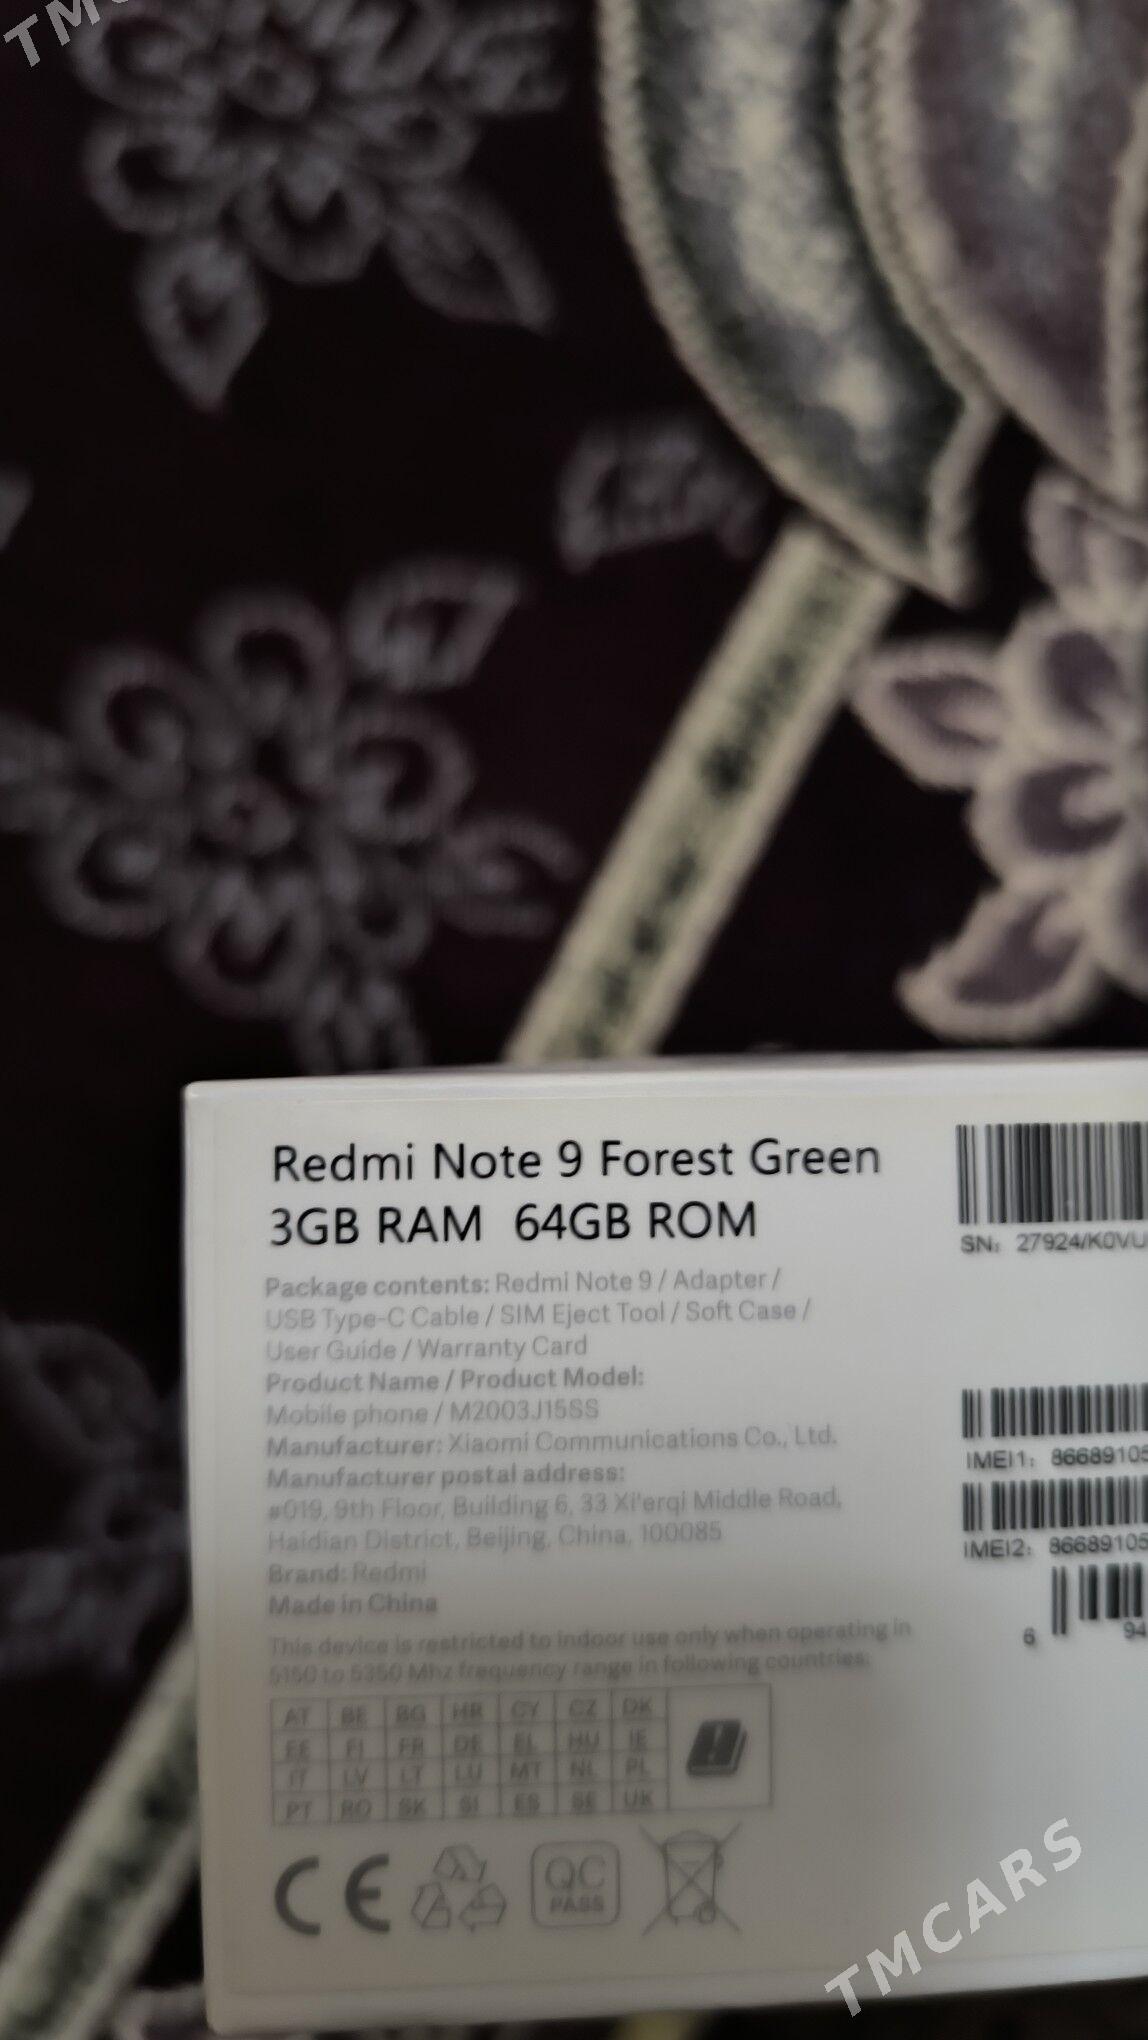 TMC
Redmi Note 9 Forest Green
3GB RAM 64GB ROM
Package contents: Redmi Note 9 / Adapter /
USB Type-C Cable / SIM Eject Tool / Soft Case /
User Guide / Warranty Card
Product Name / Product Model:
Mobile phone / M2003J15SS
Manufacturer: Xiaomi Communications Co., Ltd.
Manufacturer postal address:
#019, 9th Floor, Building 6, 33 Xi'erqi Middle Road,
Haidian District, Beijing, China, 100085
Brand: Redmi
Made in China
This device is restricted to indoor use only when operating in
5150 to 5350 Mhz frequency range in following countries:
AT BE BG HR CY CZ DK
EE FI FR DE EL HU IE
IT LV LT LU MT NL PL
PT RO SK SI ES SE UK
CE
QC
PASS
SN: 27924/K0VU
IMEI1: 86689105
IMEI2: 86689105
6 94
TMCARS